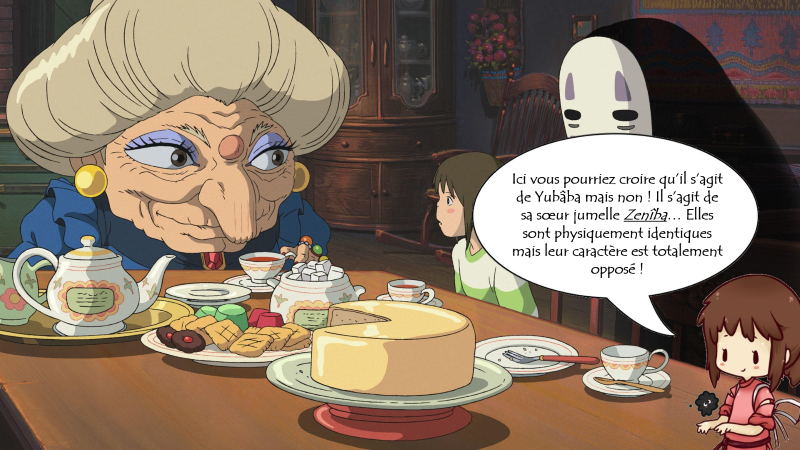 Ici vous pourriez croire qu'il s'agit
de Yubâba mais non ! Il s'agit de
sa sœur jumelle Zenîba... Elles
sont physiquement identiques
mais leur caractère est totalement
opposé !